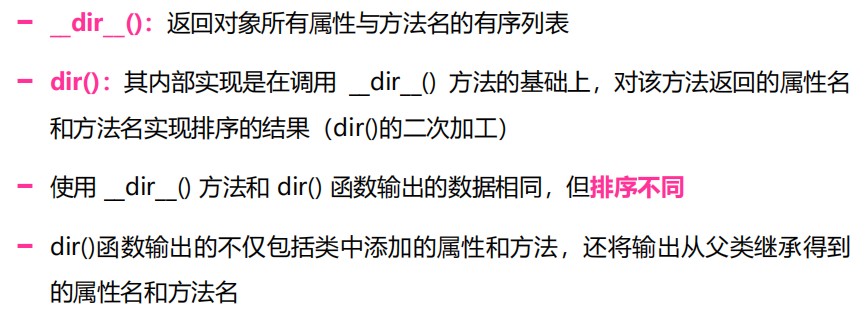 – __dir__()：返回对象所有属性与方法名的有序列表
– dir()：其内部实现是在调用 __dir__() 方法的基础上，对该方法返回的属性名
和方法名实现排序的结果（dir()的二次加工）
– 使用 __dir__() 方法和 dir() 函数输出的数据相同，但排序不同
– dir()函数输出的不仅包括类中添加的属性和方法，还将输出从父类继承得到
的属性名和方法名